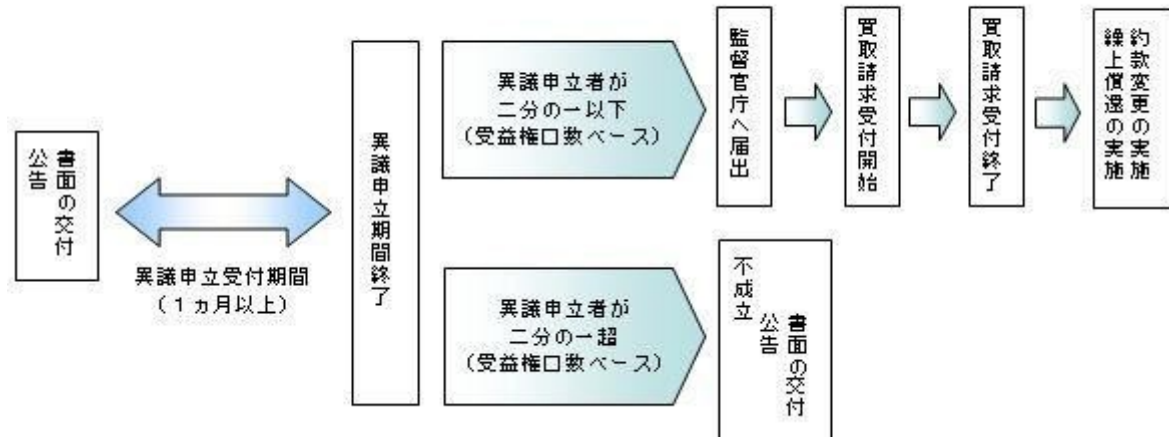 公告
書面の交付
異議申立受付期間
(1ヵ月以上)
異議申立期間終了
異議申立者が
二分の一以下
(受益権口数ベース)
監督官庁へ届出
買取請求受付開始
買取請求受付終了
約款変更の実施
繰上償還の実施
異議申立者が
二分の一超
(受益権口数ベース)
不成立
公告
書面の交付